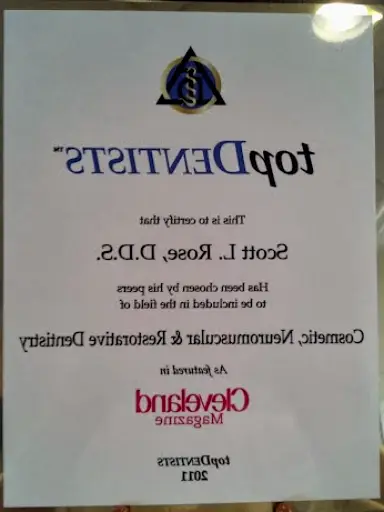 topDENTISTS™
This is to certify that
Scott L. Rose, D.D.S.
Has been chosen by his peers
to be included in the field of
Cosmetic, Neuromuscular & Restorative Dentistry
As featured in
Cleveland
Magazine
topDENTISTS
2011